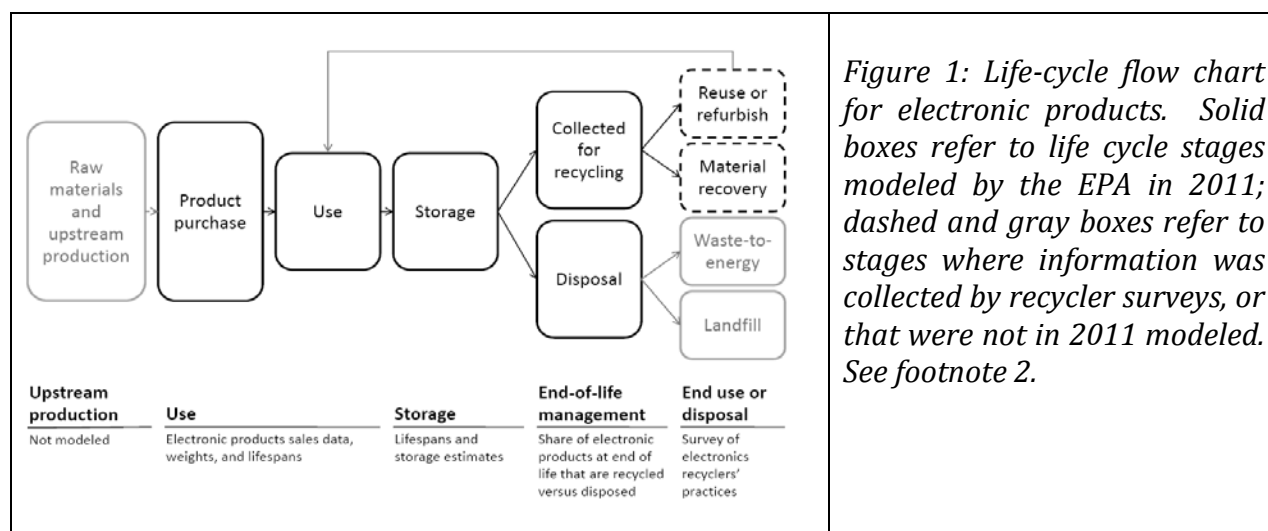 Raw
materials
and
upstream
production
Product
purchase
Use
Storage
Collected
for
recycling
Disposal
Reuse or
refurbish
Material
recovery
Waste-to-
energy
Landfill
Upstream
production
Not modeled
Use
Electronic products sales data,
weights, and lifespans
Storage
Lifespans and
storage estimates
End-of-life
management
Share of electronic
products at end of
life that are recycled
versus disposed
End use or
disposal
Survey of
electronics
recyclers'
practices
Figure 1: Life-cycle flow chart
for electronic products. Solid
boxes refer to life cycle stages
modeled by the EPA in 2011;
dashed and gray boxes refer to
stages where information was
collected by recycler surveys, or
that were not in 2011 modeled.
See footnote 2.